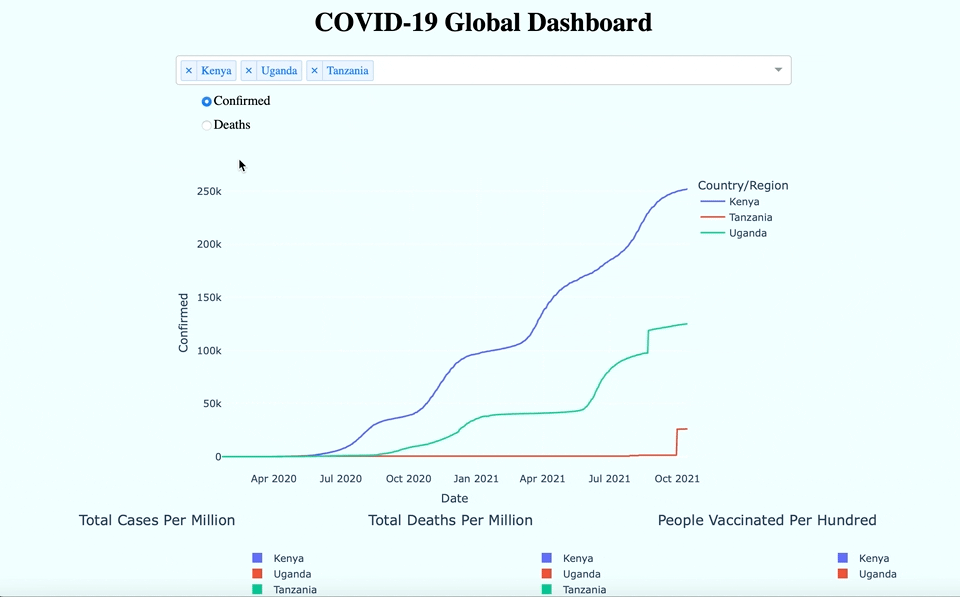 COVID-19 Global Dashboard
× Kenya × Uganda × Tanzania
Confirmed
Deaths
Country/Region
Kenya
Tanzania
Uganda
250k
200k
150k
100k
50k
0
Confirmed
Apr 2020 Jul 2020 Oct 2020 Jan 2021 Apr 2021 Jul 2021 Oct 2021
Date
Total Cases Per Million
Kenya
Uganda
Tanzania
Total Deaths Per Million
Kenya
Uganda
Tanzania
People Vaccinated Per Hundred
Kenya
Uganda